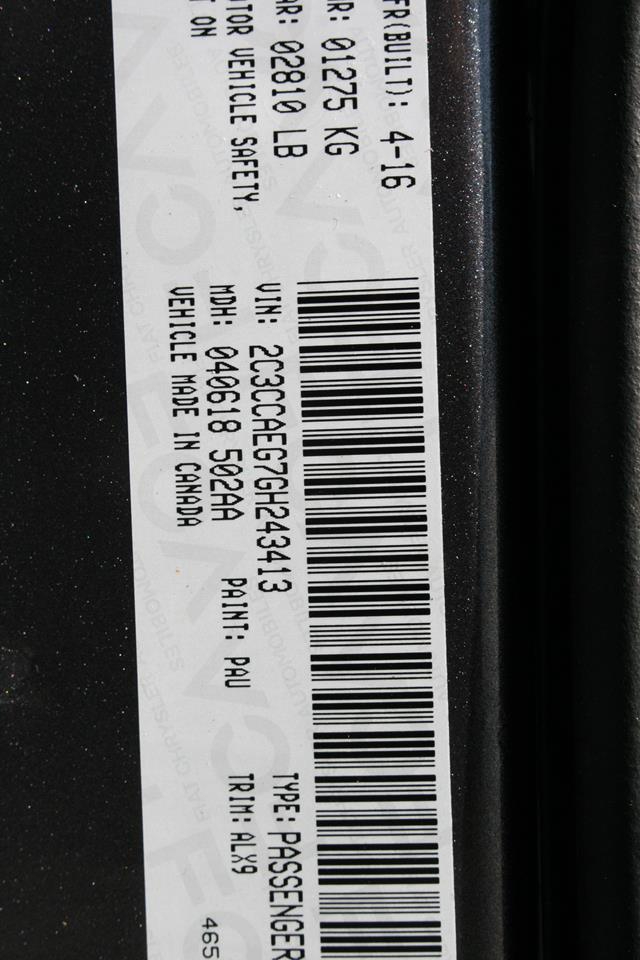 FR(BUILT): 4-16
R: 01275 KG
AR: 02810 LB
TOR VEHICLE SAFETY,
T ON
VIN: 2C3CCAEG7GH243413 TYPE: PASSENGER
MDH: 040618 502AA PAINT: PAU TRIM: ALX9
VEHICLE MADE IN CANADA
465